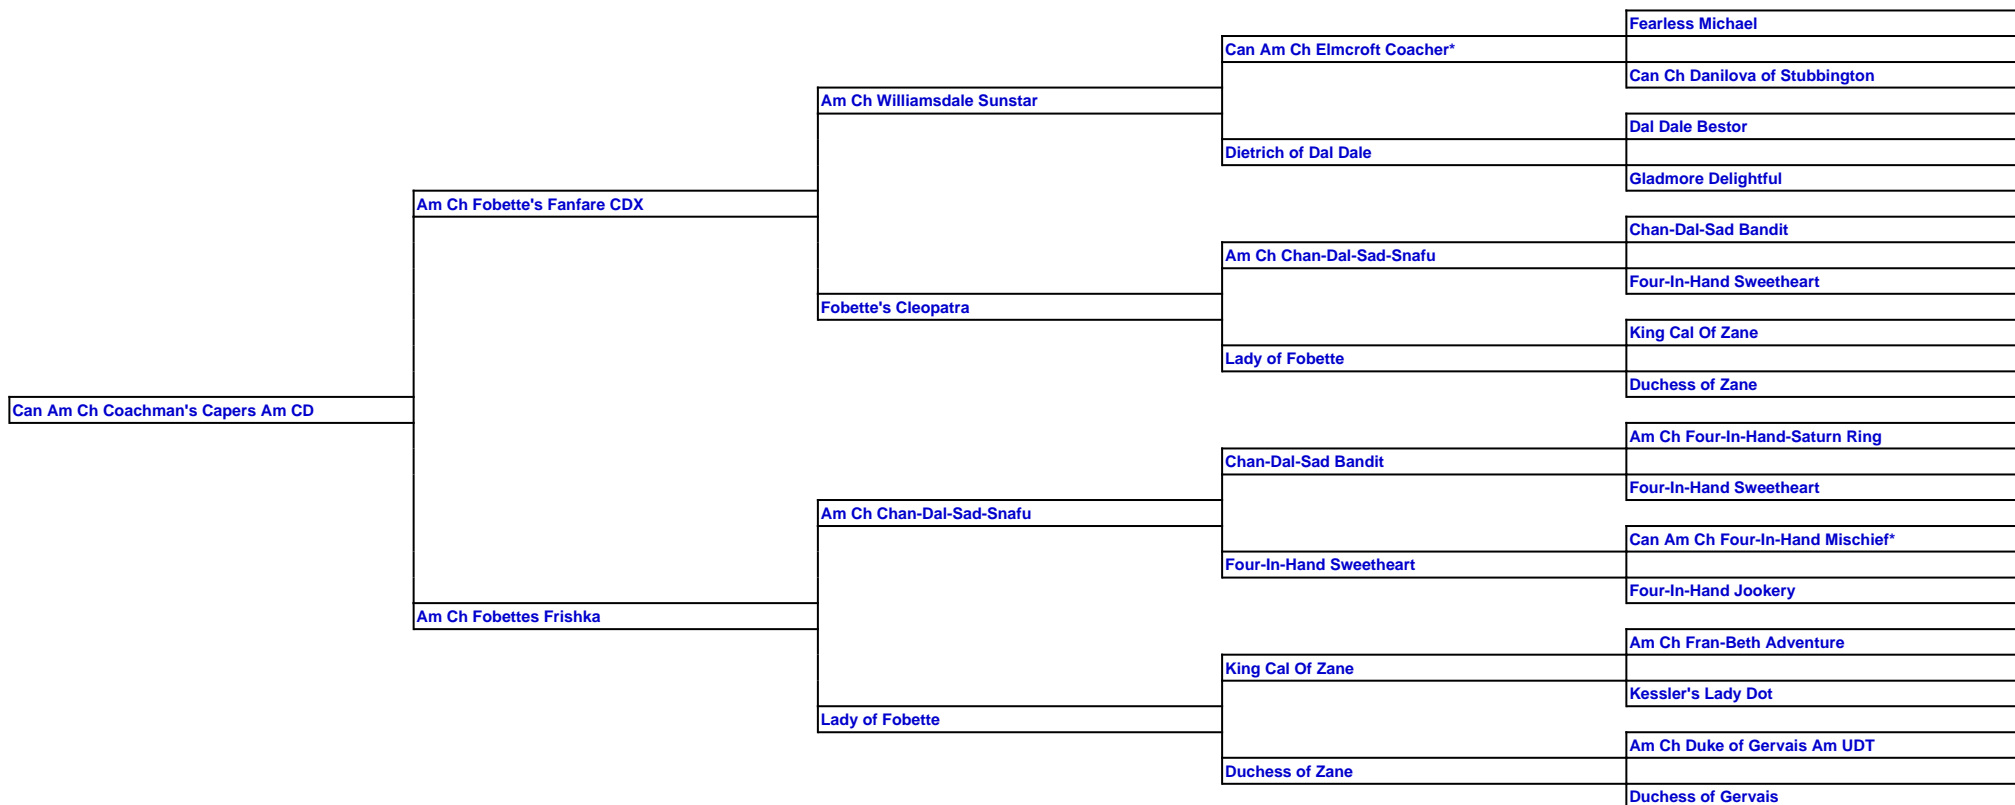 Fearless Michael
Can Am Ch Elmcroft Coacher*
Can Ch Danilova of Stubbington
Am Ch Williamsdale Sunstar
Dal Dale Bestor
Dietrich of Dal Dale
Gladmore Delightful
Am Ch Fobette's Fanfare CDX
Chan-Dal-Sad Bandit
Am Ch Chan-Dal-Sad-Snafu
Four-In-Hand Sweetheart
Fobette's Cleopatra
King Cal Of Zane
Lady of Fobette
Duchess of Zane
Can Am Ch Coachman's Capers Am CD
Am Ch Four-In-Hand-Saturn Ring
Chan-Dal-Sad Bandit
Four-In-Hand Sweetheart
Am Ch Chan-Dal-Sad-Snafu
Can Am Ch Four-In-Hand Mischief*
Four-In-Hand Sweetheart
Four-In-Hand Jookery
Am Ch Fobettes Frishka
Am Ch Fran-Beth Adventure
King Cal Of Zane
Kessler's Lady Dot
Lady of Fobette
Am Ch Duke of Gervais Am UDT
Duchess of Zane
Duchess of Gervais